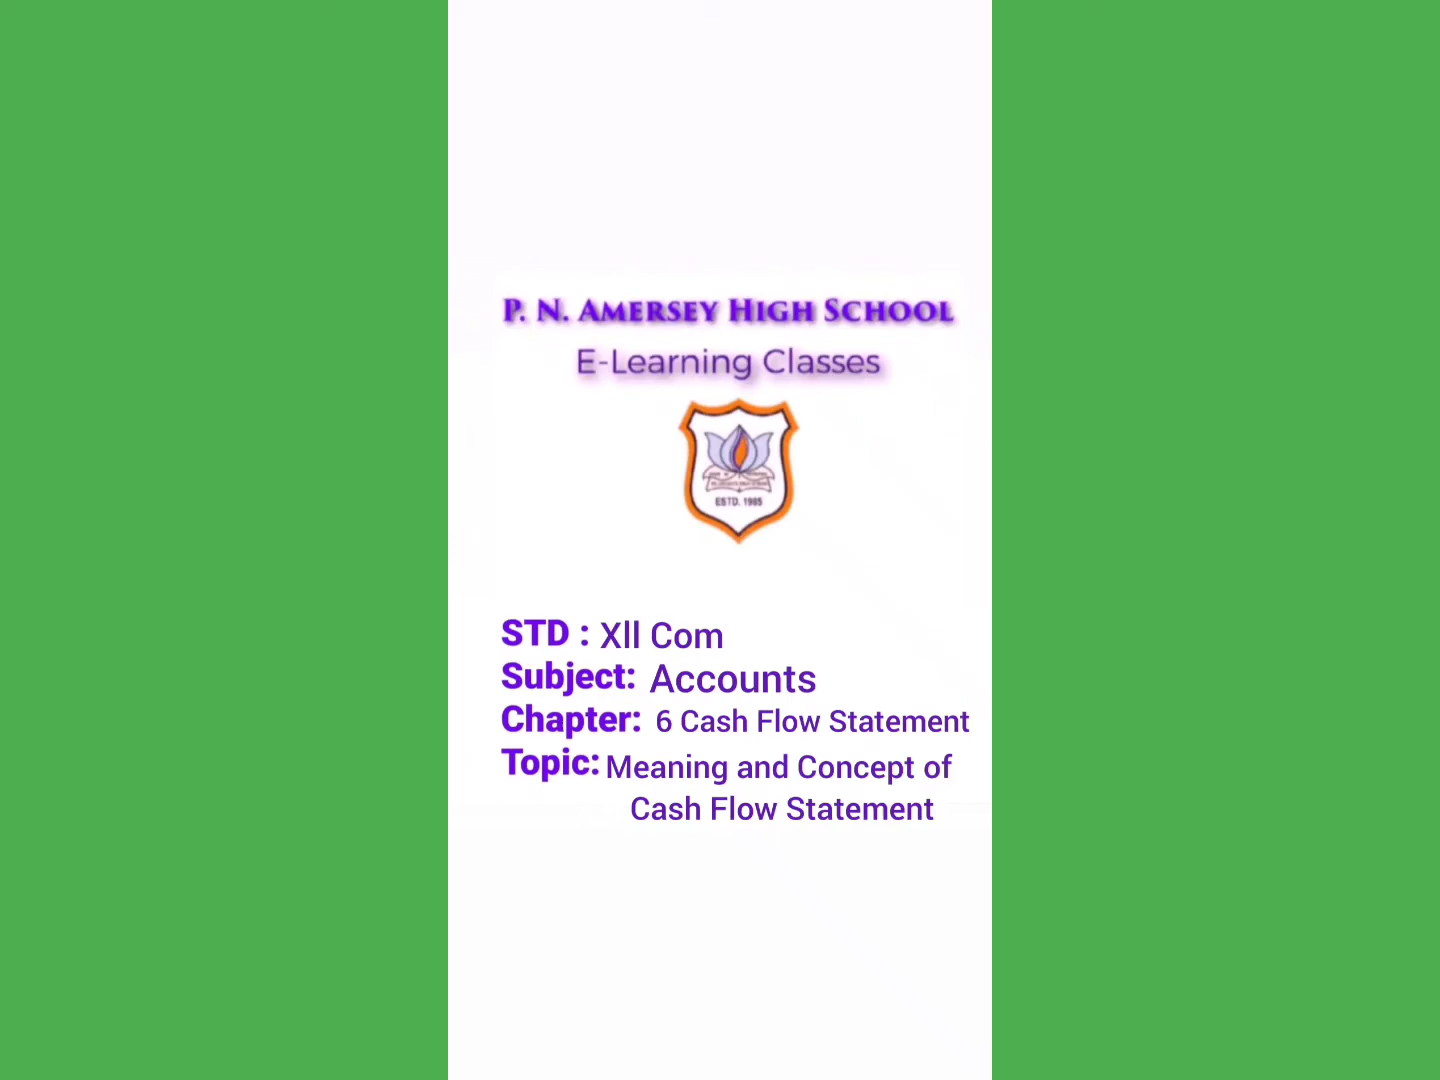 P. N. AMERSEY HIGH SCHOOL
E-Learning Classes
ESTD. 1985
STD : Xll Com
Subject: Accounts
Chapter: 6 Cash Flow Statement
Topic: Meaning and Concept of
Cash Flow Statement